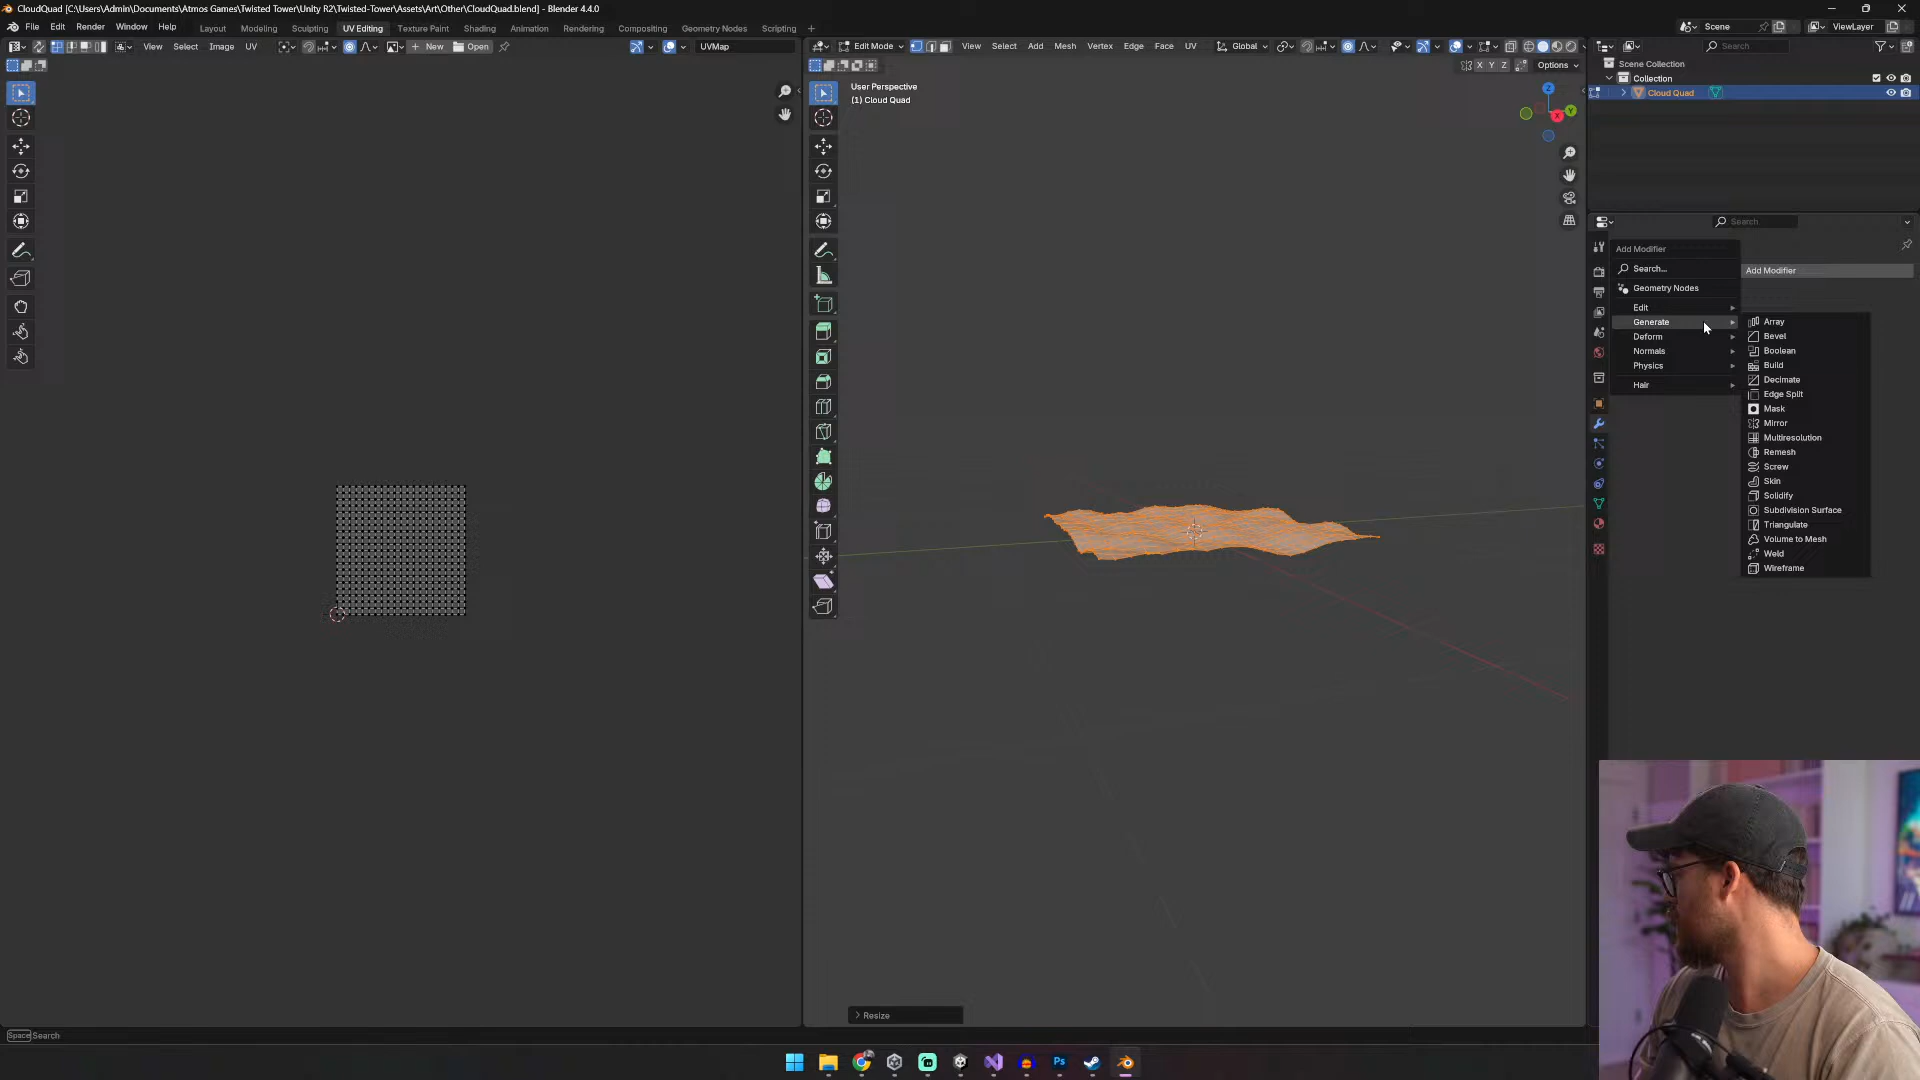 CloudQuad [C:\Users\Admin\Documents\Atmos Games\Twisted Tower\Unity R2\Twisted-Tower\Assets\Art\Other\CloudQuad.blend] - Blender 4.4.0
File Edit Render Window Help
Layout Modeling Sculpting UV Editing Texture Paint Shading Animation Rendering Compositing Geometry Nodes Scripting +
Scene
ViewLayer
View Select Image UV
New
Open
UVMap
Edit Mode
View Select Add Mesh Vertex Edge Face UV
Global
Search
X Y Z
Options
Scene Collection
Collection
Cloud Quad
User Perspective
(1) Cloud Quad
Z
Y
X
Search
Add Modifier
Search...
Add Modifier
Geometry Nodes
Edit
Generate
Deform
Normals
Physics
Hair
Array
Bevel
Boolean
Build
Decimate
Edge Split
Mask
Mirror
Multiresolution
Remesh
Screw
Skin
Solidify
Subdivision Surface
Triangulate
Volume to Mesh
Weld
Wireframe
Resize
Space Search
Ps